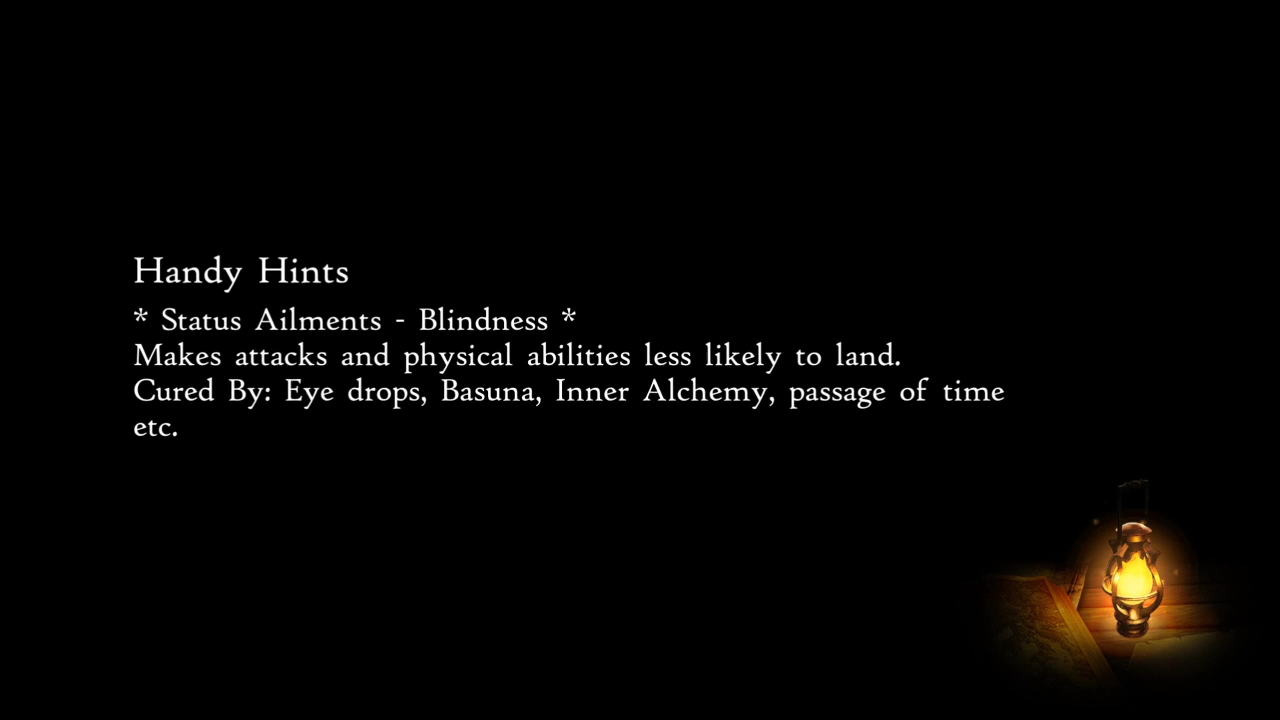 Handy Hints
* Status Ailments - Blindness *
Makes attacks and physical abilities less likely to land.
Cured By: Eye drops, Basuna, Inner Alchemy, passage of time
etc.